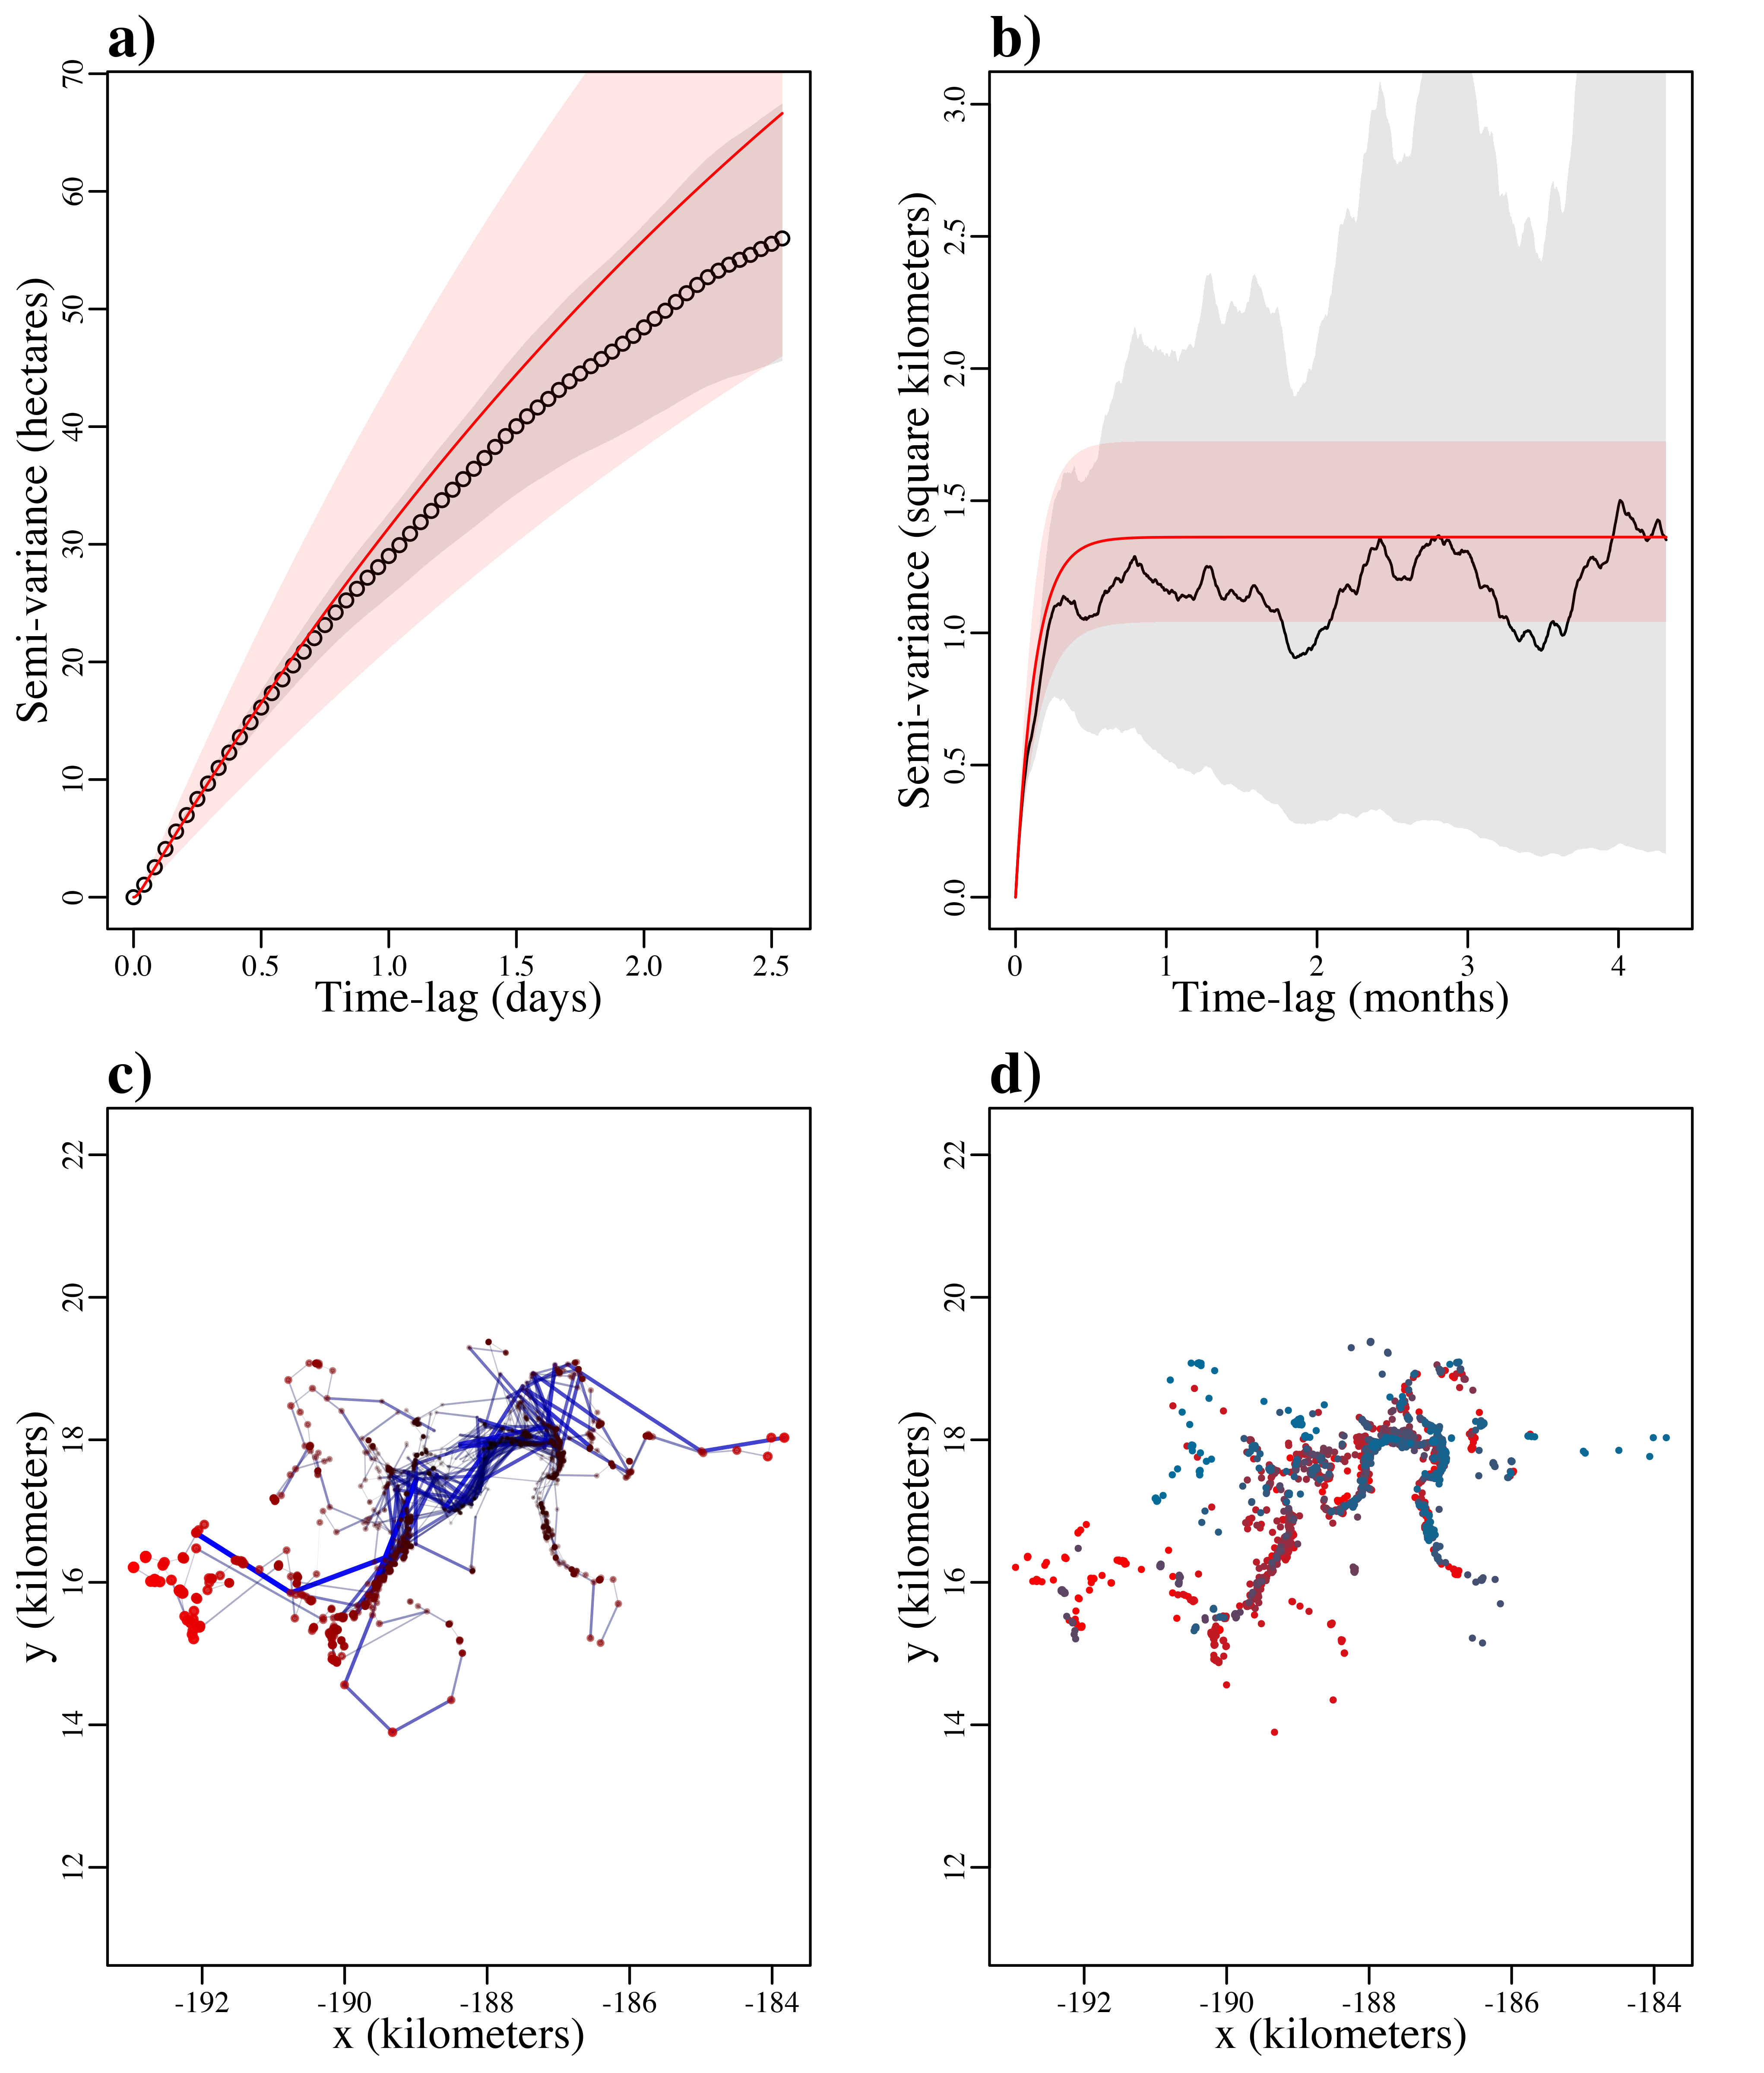 a)
Semi-variance (hectares)
70
60
50
40
30
20
10
0
0.0 0.5 1.0 1.5 2.0 2.5
Time-lag (days)
b)
Semi-variance (square kilometers)
3.0
2.5
2.0
1.5
1.0
0.5
0.0
0 1 2 3 4
Time-lag (months)
c)
y (kilometers)
22
20
18
16
14
12
-192 -190 -188 -186 -184
x (kilometers)
d)
y (kilometers)
22
20
18
16
14
12
-192 -190 -188 -186 -184
x (kilometers)